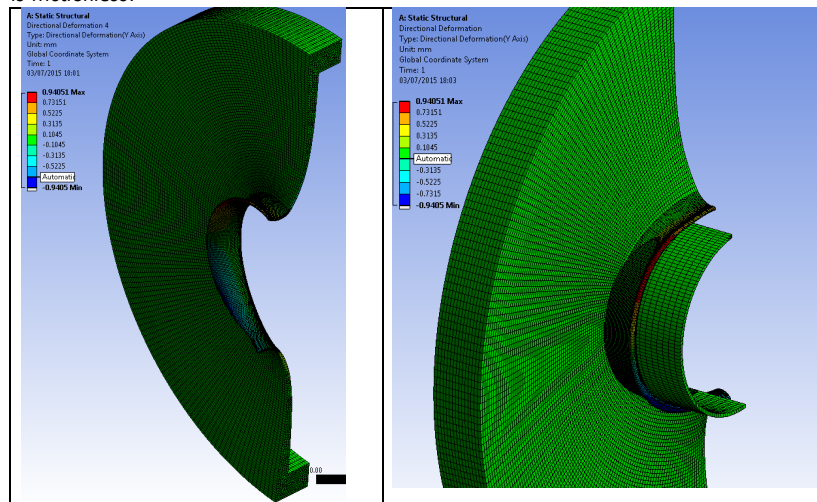 A: Static Structural
Directional Deformation 4
Type: Directional Deformation(Y Axis)
Unit: mm
Global Coordinate System
Time: 1
03/07/2015 18:01
0.94051 Max
0.73151
0.5225
0.3135
0.1045
-0.1045
-0.3135
-0.5225
Automatic
-0.9405 Min
0.00
A: Static Structural
Directional Deformation
Type: Directional Deformation(Y Axis)
Unit: mm
Global Coordinate System
Time: 1
03/07/2015 18:03
0.94051 Max
0.73151
0.5225
0.3135
0.1045
Automatic
-0.3135
-0.5225
-0.7315
-0.9405 Min